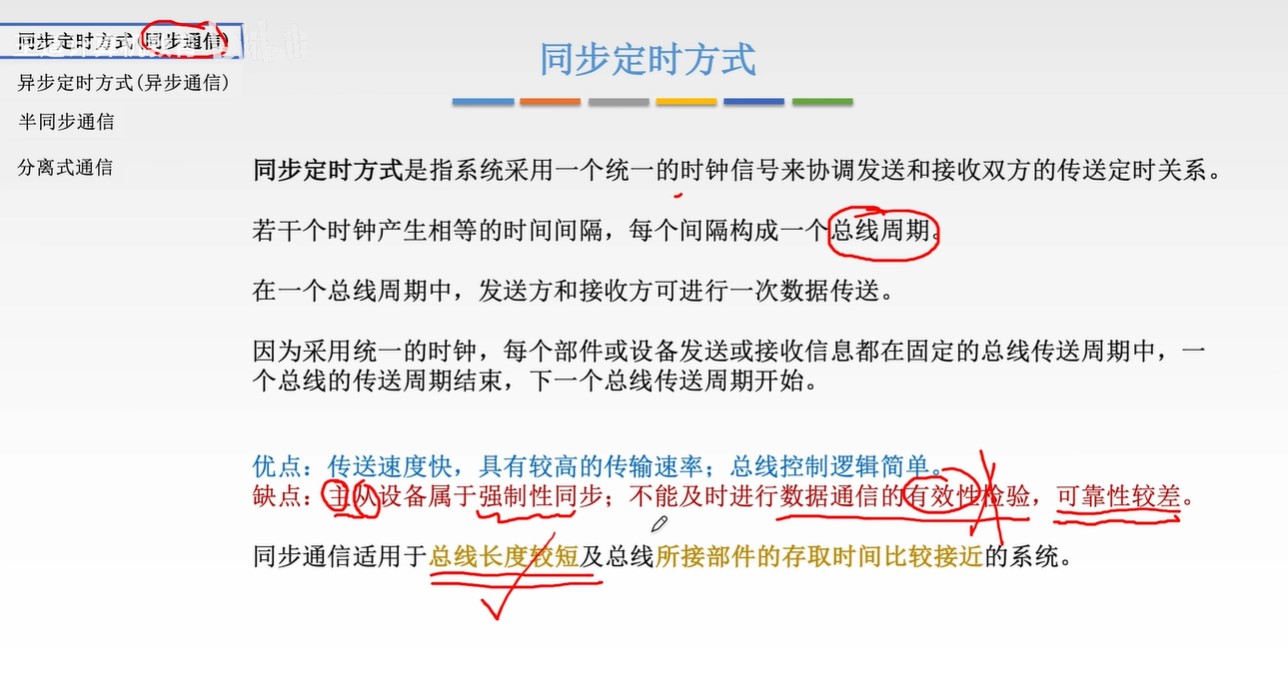 同步定时方式(同步通信)
异步定时方式(异步通信)
半同步通信
分离式通信
同步定时方式
同步定时方式是指系统采用一个统一的时钟信号来协调发送和接收双方的传送定时关系。
若干个时钟产生相等的时间间隔，每个间隔构成一个总线周期。
在一个总线周期中，发送方和接收方可进行一次数据传送。
因为采用统一的时钟，每个部件或设备发送或接收信息都在固定的总线传送周期中，一
个总线的传送周期结束，下一个总线传送周期开始。
优点：传送速度快，具有较高的传输速率；总线控制逻辑简单。
缺点：主从设备属于强制性同步；不能及时进行数据通信的有效性检验，可靠性较差。
同步通信适用于总线长度较短及总线所接部件的存取时间比较接近的系统。